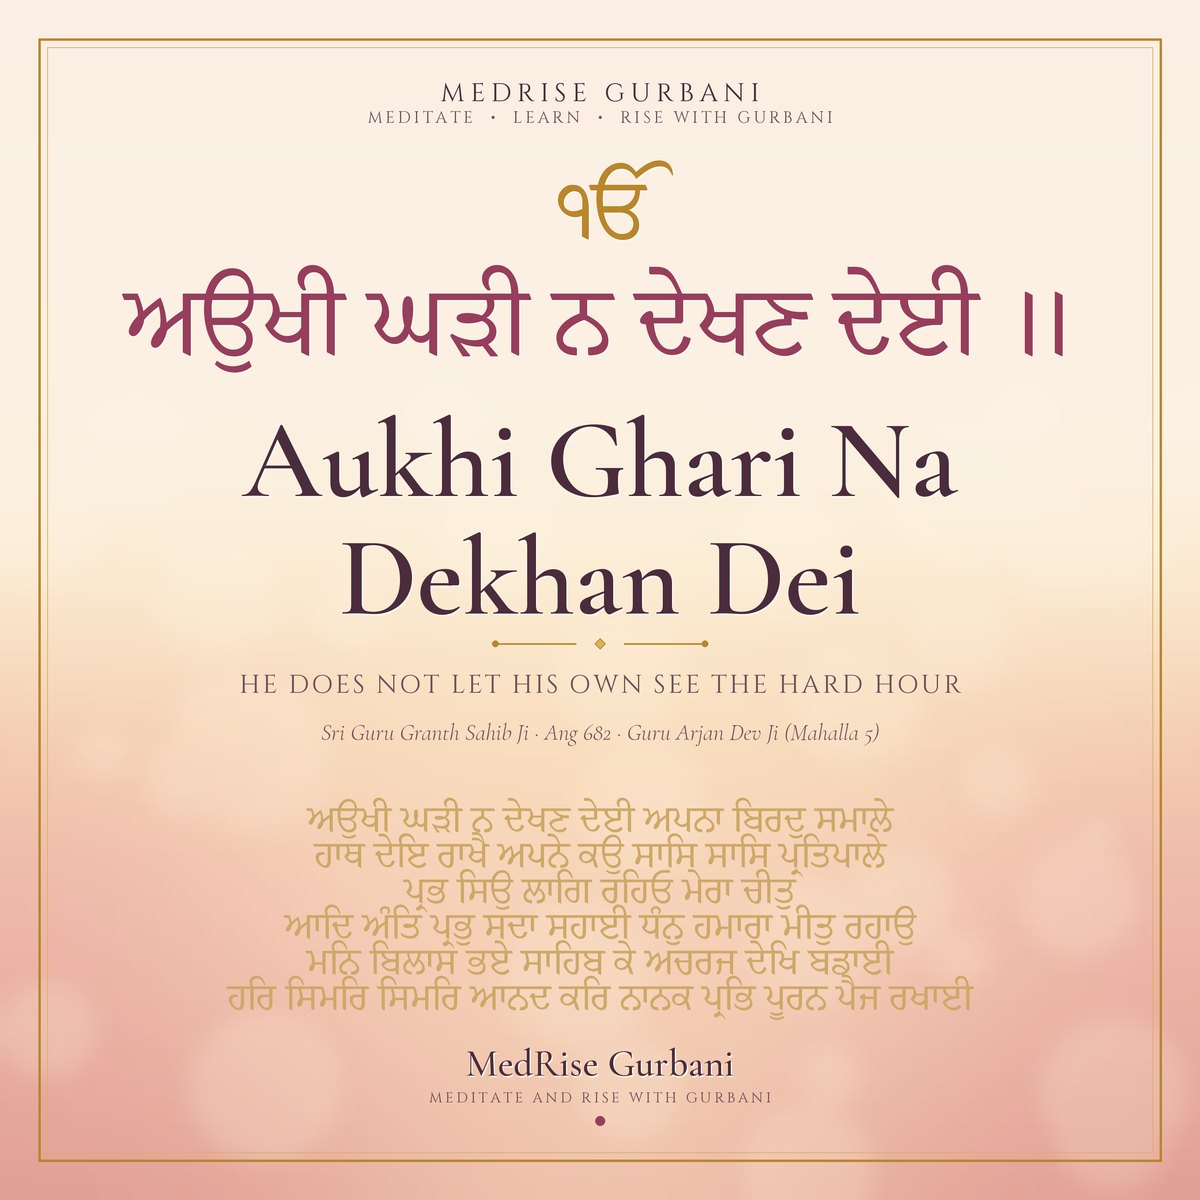 MEDRISE GURBANI
MEDITATE • LEARN • RISE WITH GURBANI
ੴ
ਅਉਖੀ ਘੜੀ ਨ ਦੇਖਣ ਦੇਈ ॥
Aukhi Ghari Na
Dekhan Dei
HE DOES NOT LET HIS OWN SEE THE HARD HOUR
Sri Guru Granth Sahib Ji · Ang 682 · Guru Arjan Dev Ji (Mahalla 5)
ਅਉਖੀ ਘੜੀ ਨ ਦੇਖਣ ਦੇਈ ਅਪਨਾ ਬਿਰਦੁ ਸਮਾਲੇ
ਹਾਥ ਦੇਇ ਰਾਖੈ ਅਪਨੇ ਕਉ ਸਾਸਿ ਸਾਸਿ ਪ੍ਰਤਿਪਾਲੇ
ਪ੍ਰਭ ਸਿਉ ਲਾਗਿ ਰਹਿਓ ਮੇਰਾ ਚੀਤੁ
ਆਦਿ ਅੰਤਿ ਪ੍ਰਭੁ ਸਦਾ ਸਹਾਈ ਧੰਨੁ ਹਮਾਰਾ ਮੀਤੁ ਰਹਾਉ
ਮਨਿ ਬਿਲਾਸ ਭਏ ਸਾਹਿਬ ਕੇ ਅਚਰਜ ਦੇਖਿ ਬਡਾਈ
ਹਰਿ ਸਿਮਰਿ ਸਿਮਰਿ ਆਨਦ ਕਰਿ ਨਾਨਕ ਪ੍ਰਭਿ ਪੂਰਨ ਪੈਜ ਰਖਾਈ
MedRise Gurbani
MEDITATE AND RISE WITH GURBANI